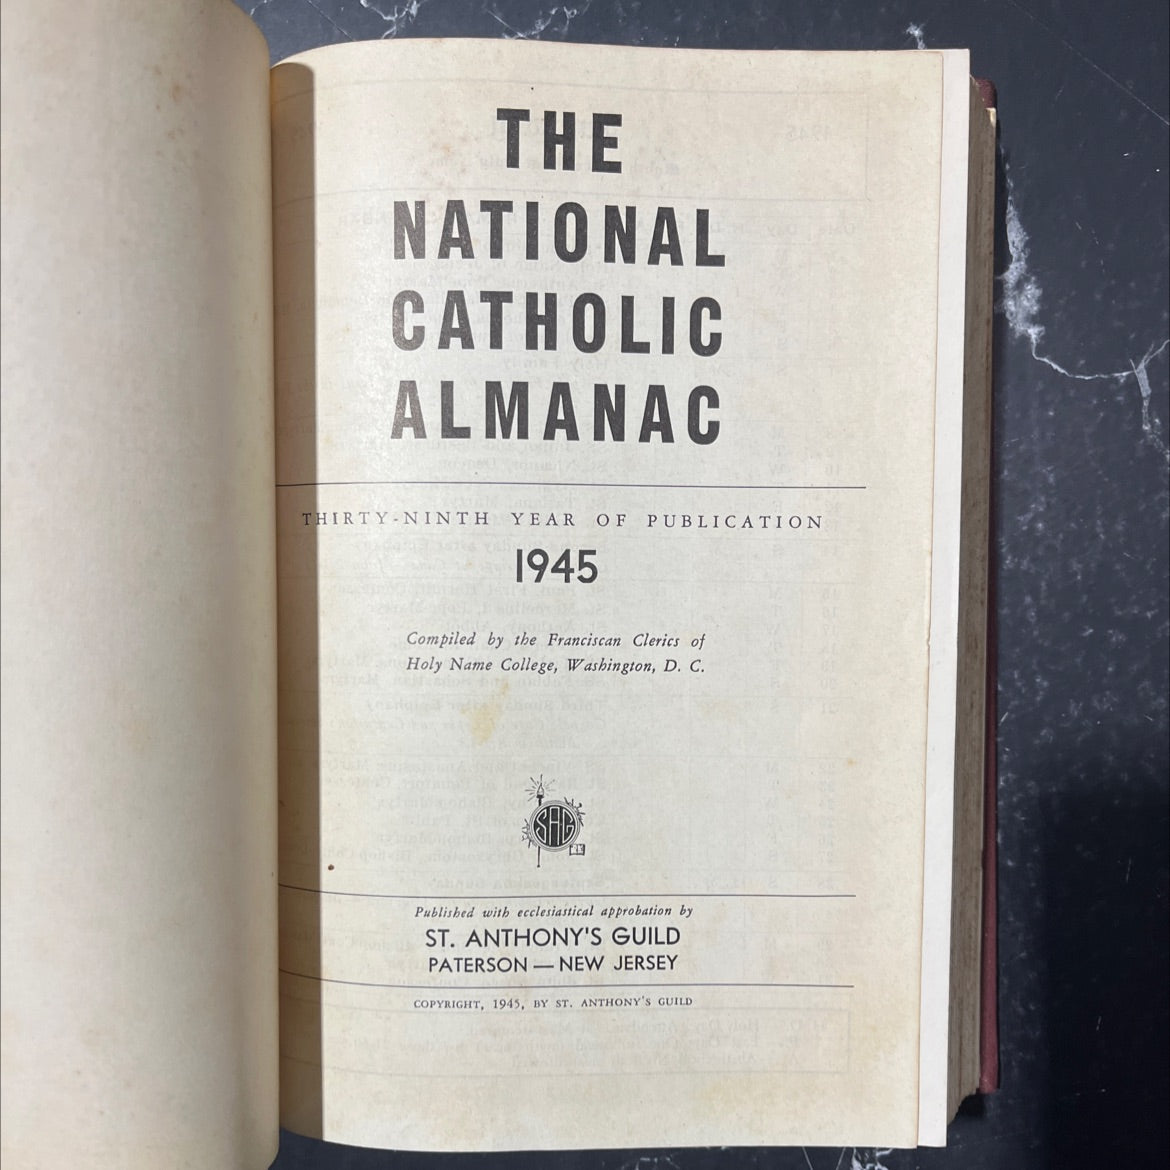 THE
NATIONAL
CATHOLIC
ALMANAC
THIRTY-NINTH YEAR OF PUBLICATION
1945
Compiled by the Franciscan Clerics of
Holy Name College, Washington, D. C.
SAG
Published with ecclesiastical approbation by
ST. ANTHONY'S GUILD
PATERSON — NEW JERSEY
COPYRIGHT, 1945, BY ST. ANTHONY'S GUILD